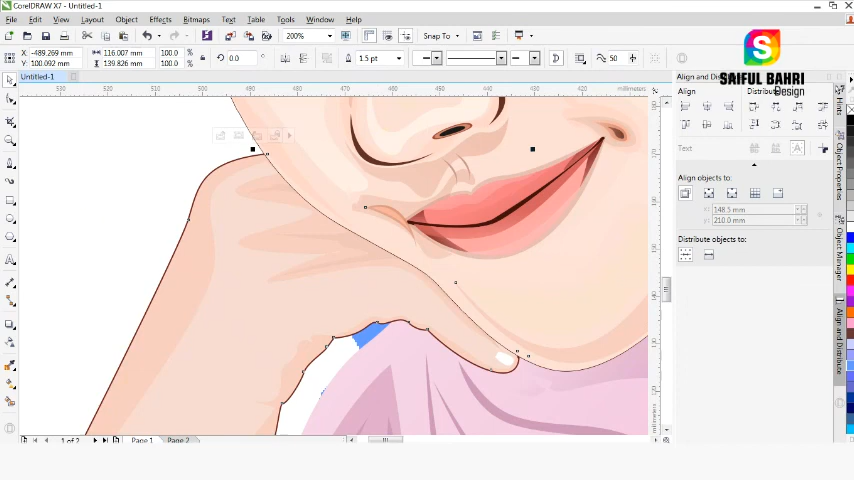 CorelDRAW X7 - Untitled-1
File Edit View Layout Object Effects Bitmaps Text Table Tools Window Help
200% Snap To
X: -489.269 mm 116.007 mm 100.0 % 0.0 1.5 pt 50
Y: 100.092 mm 139.826 mm 100.0 %
Untitled-1
millimeters
SAIFUL BAHRI
Design
Align and Dis
Align Distribute
Text
Align objects to:
148.5 mm
210.0 mm
Distribute objects to:
Hints
Object Properties
Object Manager
Align and Distribute
millimeters
1 of 2 Page 1 Page 2